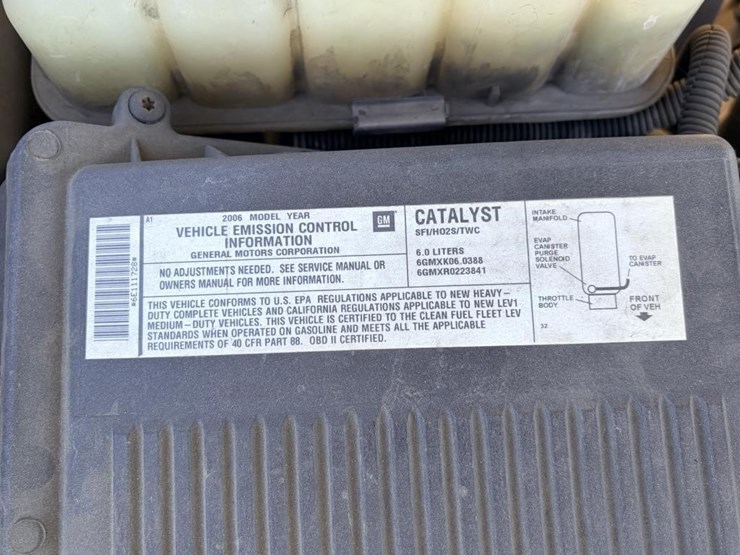 *6E111728*
A1
2006 MODEL YEAR
VEHICLE EMISSION CONTROL
INFORMATION
GENERAL MOTORS CORPORATION
GM
NO ADJUSTMENTS NEEDED. SEE SERVICE MANUAL OR
OWNERS MANUAL FOR MORE INFORMATION.
CATALYST
SFI/HO2S/TWC
6.0 LITERS
6GMXK06.0388
6GMXR0223841
THIS VEHICLE CONFORMS TO U.S. EPA REGULATIONS APPLICABLE TO NEW HEAVY-
DUTY COMPLETE VEHICLES AND CALIFORNIA REGULATIONS APPLICABLE TO NEW LEV1
MEDIUM-DUTY VEHICLES. THIS VEHICLE IS CERTIFIED TO THE CLEAN FUEL FLEET LEV
STANDARDS WHEN OPERATED ON GASOLINE AND MEETS ALL THE APPLICABLE
REQUIREMENTS OF 40 CFR PART 88. OBD II CERTIFIED.
INTAKE
MANIFOLD
EVAP
CANISTER
PURGE
SOLENOID
VALVE
TO EVAP
CANISTER
THROTTLE
BODY
FRONT
OF VEH
32